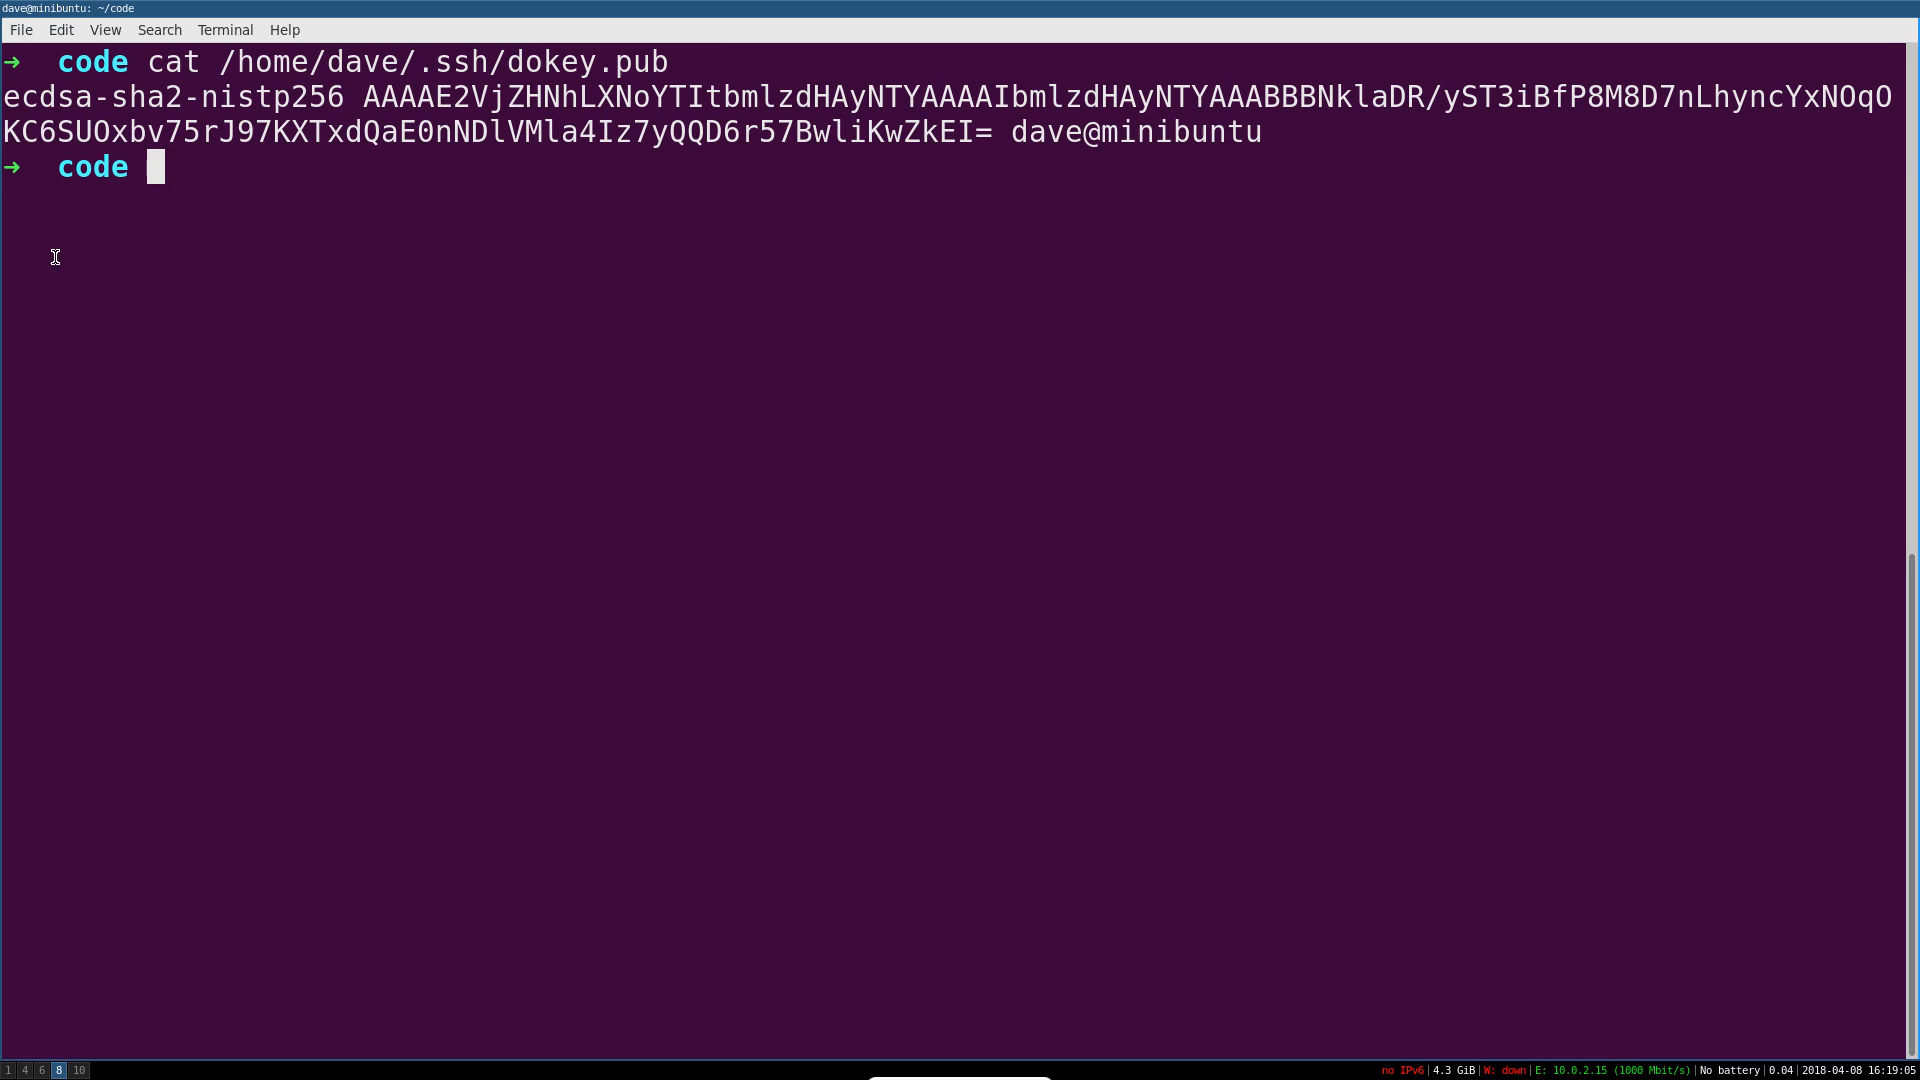 dave@minibuntu: ~/code
File Edit View Search Terminal Help
→ code cat /home/dave/.ssh/dokey.pub
ecdsa-sha2-nistp256 AAAAE2VjZHNhLXNoYTItbmlzdHAyNTYAAAAIbmlzdHAyNTYAAABBBNklaDR/yST3iBfP8M8D7nLhyncYxNOqO
KC6SUOxbv75rJ97KXTxdQaE0nNDlVMla4Iz7yQQD6r57BwliKwZkEI= dave@minibuntu
→ code
1 4 6 8 10 no IPv6|4.3 GiB|W: down|E: 10.0.2.15 (1000 Mbit/s)|No battery|0.04|2018-04-08 16:19:05